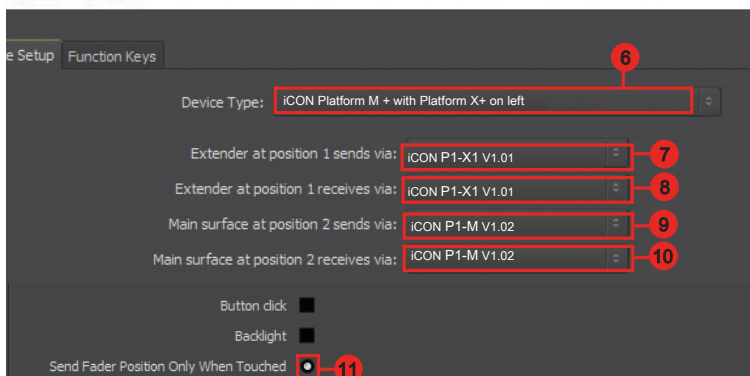 e Setup Function Keys
6
Device Type: iCON Platform M + with Platform X+ on left
Extender at position 1 sends via: iCON P1-X1 V1.01 7
Extender at position 1 receives via: iCON P1-X1 V1.01 8
Main surface at position 2 sends via: iCON P1-M V1.02 9
Main surface at position 2 receives via: iCON P1-M V1.02 10
Button click
Backlight
Send Fader Position Only When Touched 11